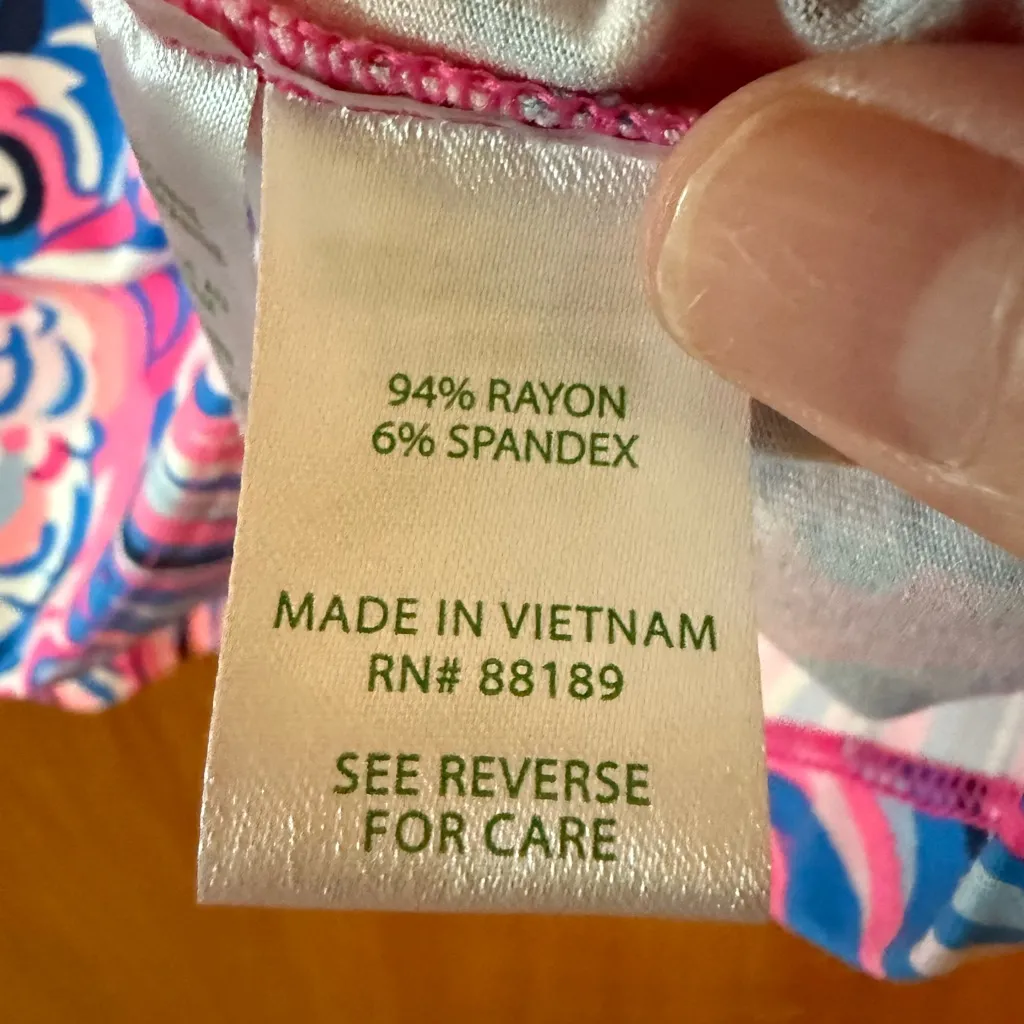 94% RAYON
6% SPANDEX
MADE IN VIETNAM
RN# 88189
SEE REVERSE
FOR CARE